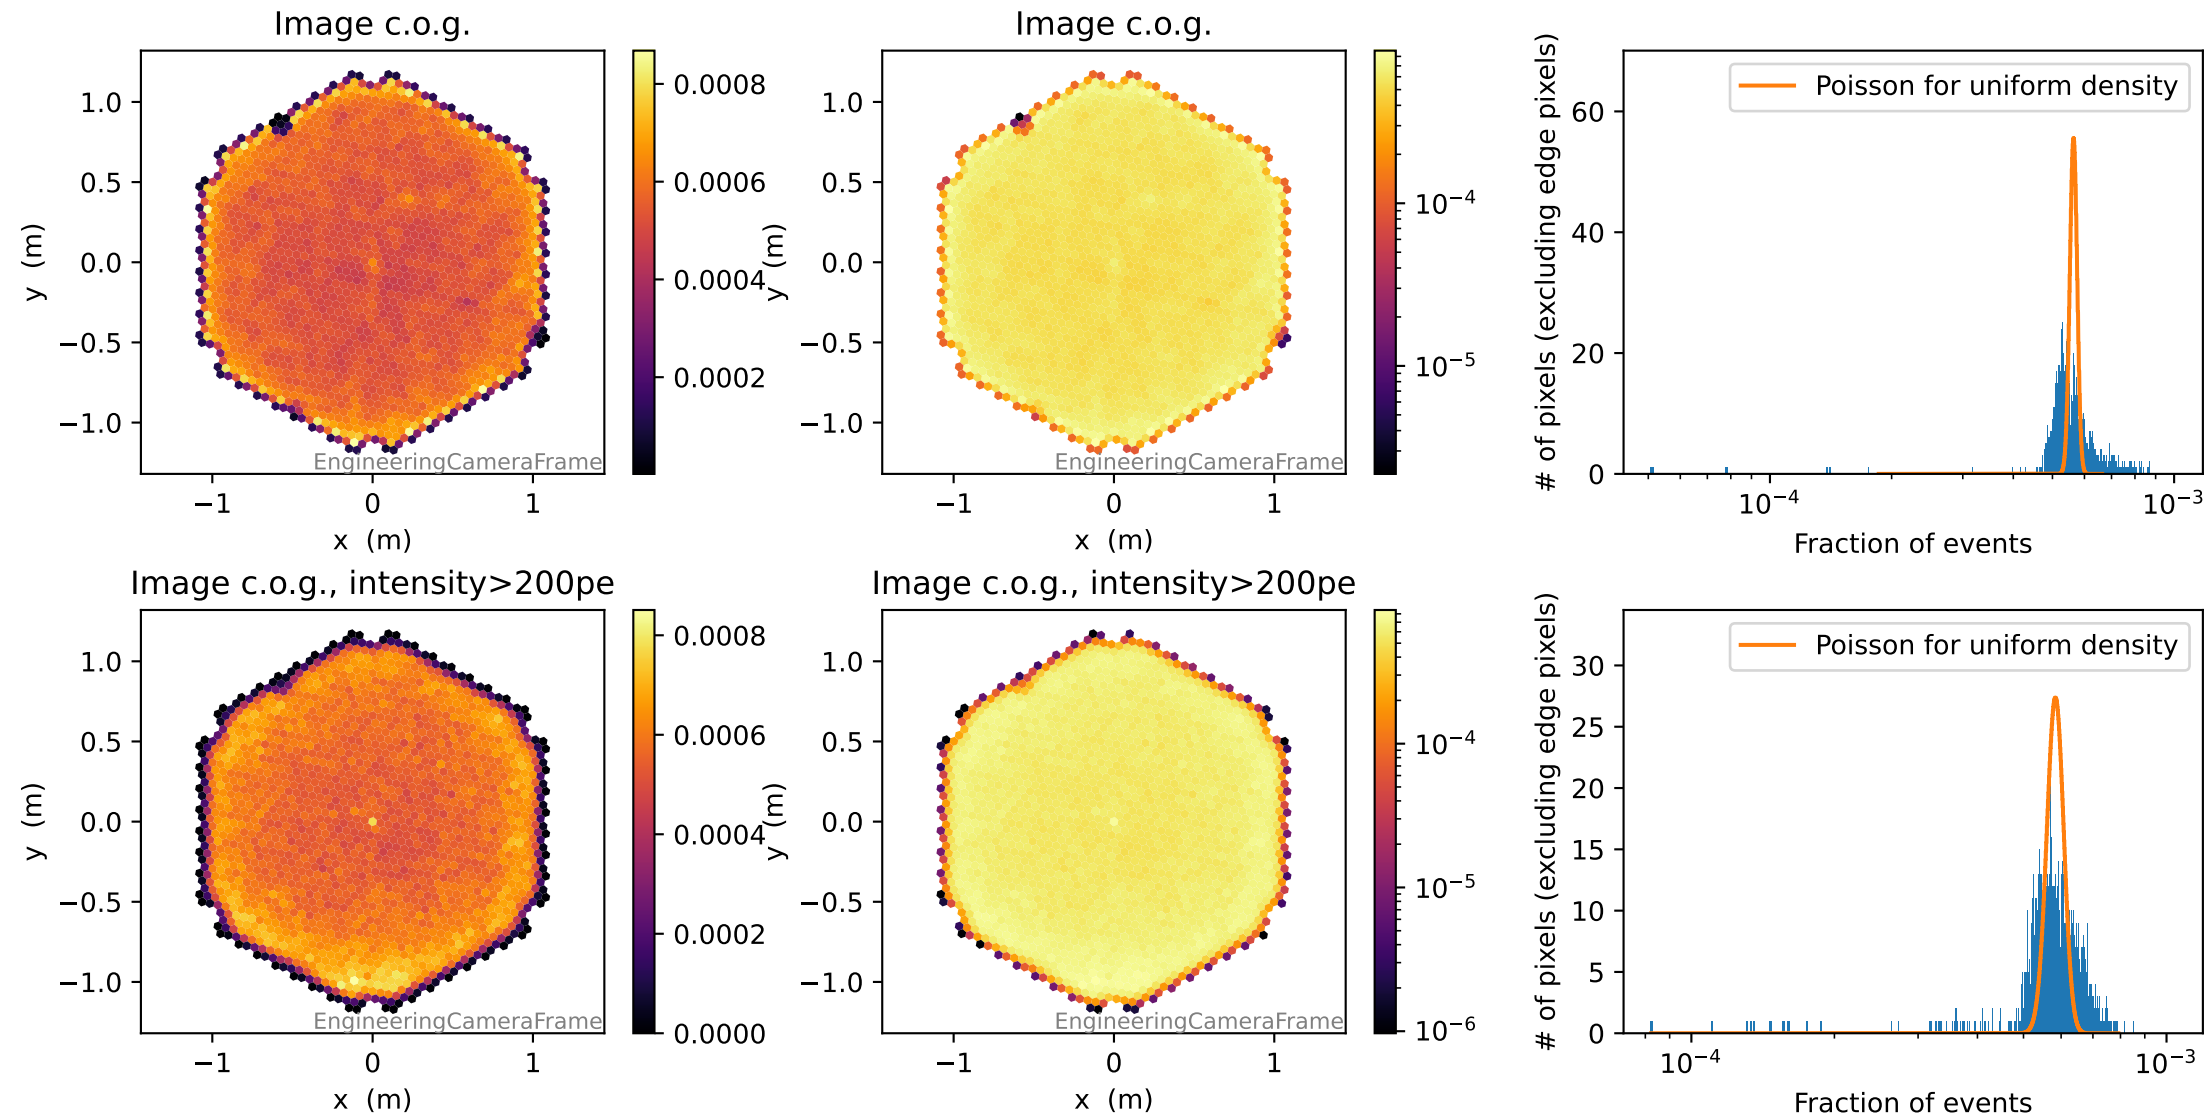 Image c.o.g.
1.0
0.5
0.0
−0.5
−1.0
y (m)
−1
0
1
x (m)
EngineeringCameraFrame
0.0008
0.0006
0.0004
0.0002
Image c.o.g.
1.0
0.5
0.0
−0.5
−1.0
y (m)
−1
0
1
x (m)
EngineeringCameraFrame
10⁻⁴
10⁻⁵
Poisson for uniform density
60
40
20
0
# of pixels (excluding edge pixels)
10⁻⁴
10⁻³
Fraction of events
Image c.o.g., intensity>200pe
1.0
0.5
0.0
−0.5
−1.0
y (m)
−1
0
1
x (m)
EngineeringCameraFrame
0.0008
0.0006
0.0004
0.0002
0.0000
Image c.o.g., intensity>200pe
1.0
0.5
0.0
−0.5
−1.0
y (m)
−1
0
1
x (m)
EngineeringCameraFrame
10⁻⁴
10⁻⁵
10⁻⁶
Poisson for uniform density
30
25
20
15
10
5
0
# of pixels (excluding edge pixels)
10⁻⁴
10⁻³
Fraction of events